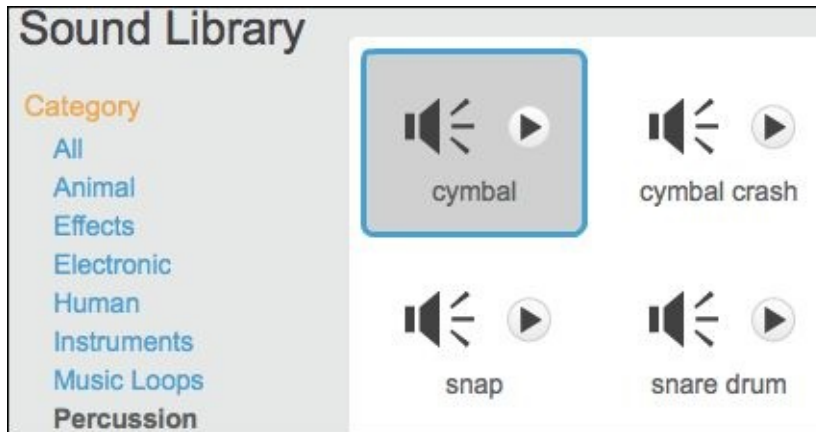 Sound Library
Category
All
Animal
Effects
Electronic
Human
Instruments
Music Loops
Percussion
cymbal
cymbal crash
snap
snare drum